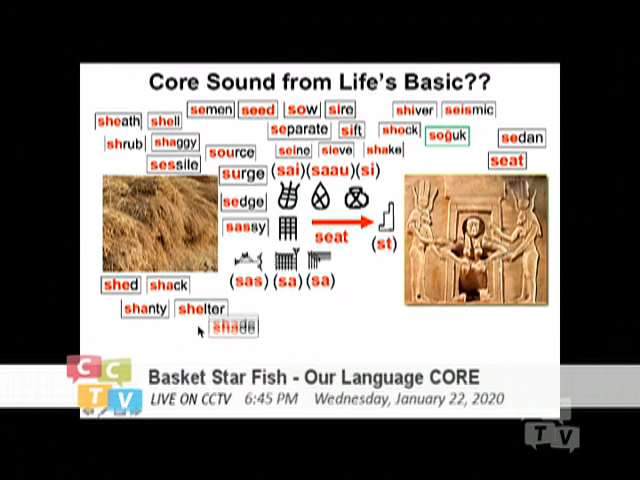 Core Sound from Life's Basic??
semen seed sow sire shiver seismic
sheath shell
separate sift shock soğuk sedan
shrub shaggy
source seine sieve shake seat
sessile
surge (sai)(saau)(si)
sedge
sassy
seat
(st)
(sas) (sa) (sa)
shed shack
shanty shelter
shade
CCTV
Basket Star Fish - Our Language CORE
LIVE ON CCTV 6:45 PM Wednesday, January 22, 2020
TV